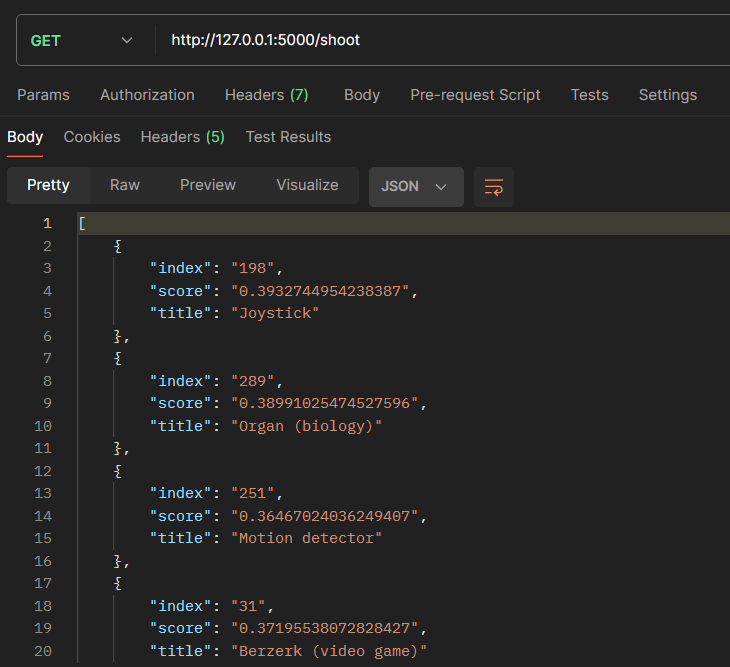 GET http://127.0.0.1:5000/shoot
Params Authorization Headers (7) Body Pre-request Script Tests Settings
Body Cookies Headers (5) Test Results
Pretty Raw Preview Visualize JSON
1 [
2 {
3 "index": "198",
4 "score": "0.3932744954238387",
5 "title": "Joystick"
6 },
7 {
8 "index": "289",
9 "score": "0.38991025474527596",
10 "title": "Organ (biology)"
11 },
12 {
13 "index": "251",
14 "score": "0.36467024036249407",
15 "title": "Motion detector"
16 },
17 {
18 "index": "31",
19 "score": "0.37195538072828427",
20 "title": "Berzerk (video game)"